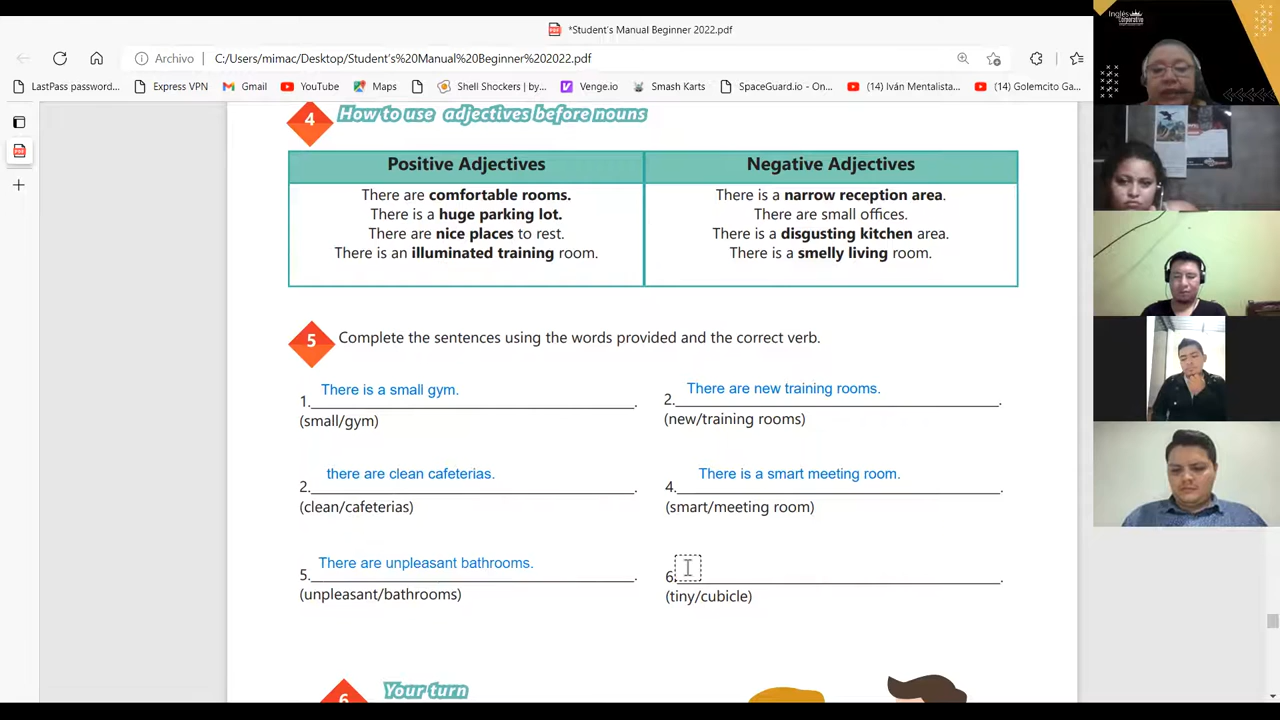 *Student's Manual Beginner 2022.pdf
Archivo C:/Users/mimac/Desktop/Student's%20Manual%20Beginner%202022.pdf
LastPass password... Express VPN Gmail YouTube Maps Shell Shockers | by... Venge.io Smash Karts SpaceGuard.io - On... (14) Iván Mentalista... (14) Golemcito Ga...
Inglés
Corporativo
4 How to use adjectives before nouns
Positive Adjectives
There are comfortable rooms.
There is a huge parking lot.
There are nice places to rest.
There is an illuminated training room.
Negative Adjectives
There is a narrow reception area.
There are small offices.
There is a disgusting kitchen area.
There is a smelly living room.
5 Complete the sentences using the words provided and the correct verb.
1. There is a small gym.
(small/gym)
2. There are new training rooms.
(new/training rooms)
2. there are clean cafeterias.
(clean/cafeterias)
4. There is a smart meeting room.
(smart/meeting room)
5. There are unpleasant bathrooms.
(unpleasant/bathrooms)
6.
(tiny/cubicle)
6 Your turn